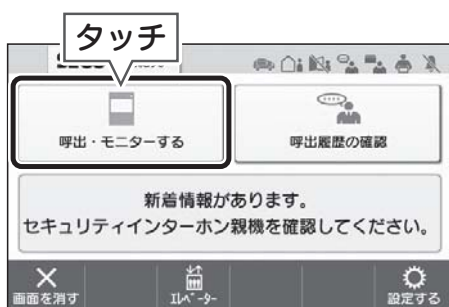 タッチ
呼出・モニターする
呼出履歴の確認
新着情報があります。
セキュリティインターホン親機を確認してください。
画面を消す
ｴﾚﾍﾞｰﾀｰ
設定する